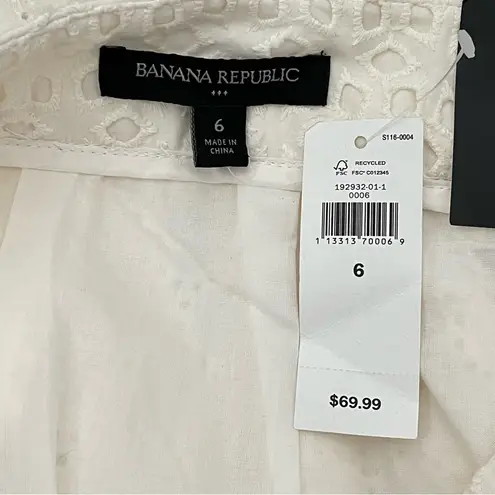 BANANA REPUBLIC
6
MADE IN
CHINA
S116-0004
FSC
RECYCLED
FSC® C012345
192932-01-1
0006
1 13313 70006 9
6
$69.99